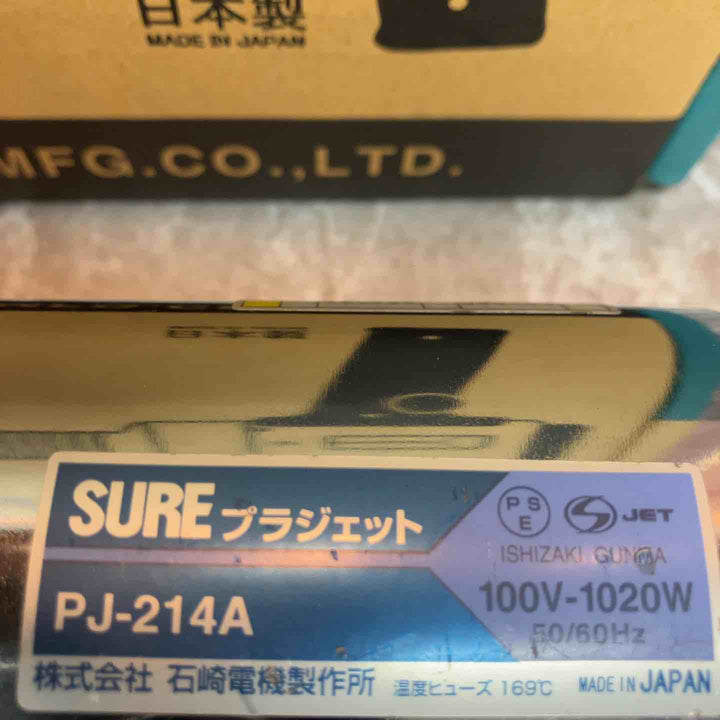 日本製
MADE IN JAPAN
MFG.CO.,LTD.
SURE プラジェット
PSE JET
ISHIZAKI GUNMA
PJ-214A
100V-1020W
50/60Hz
株式会社 石崎電機製作所 温度ヒューズ 169℃ MADE IN JAPAN